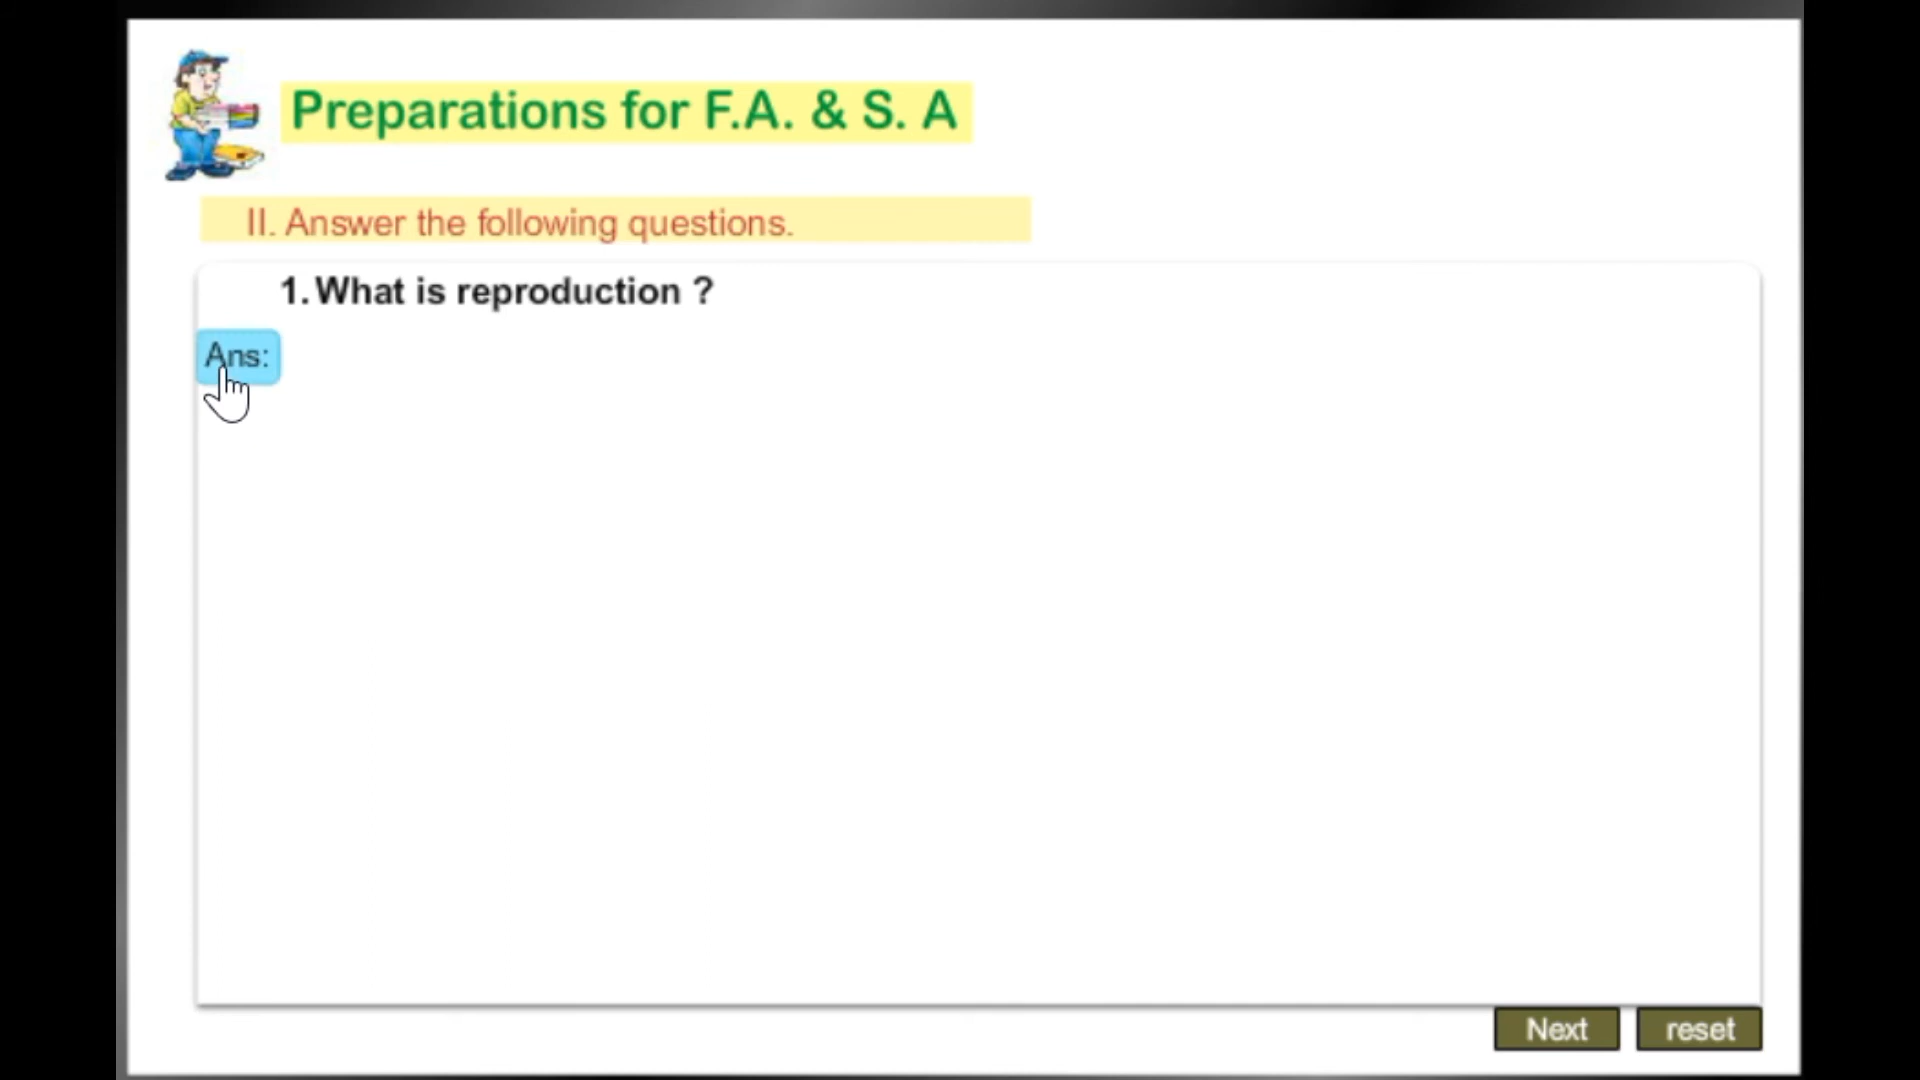 Preparations for F.A. & S. A
II. Answer the following questions.
1. What is reproduction ?
Ans:
Next
reset